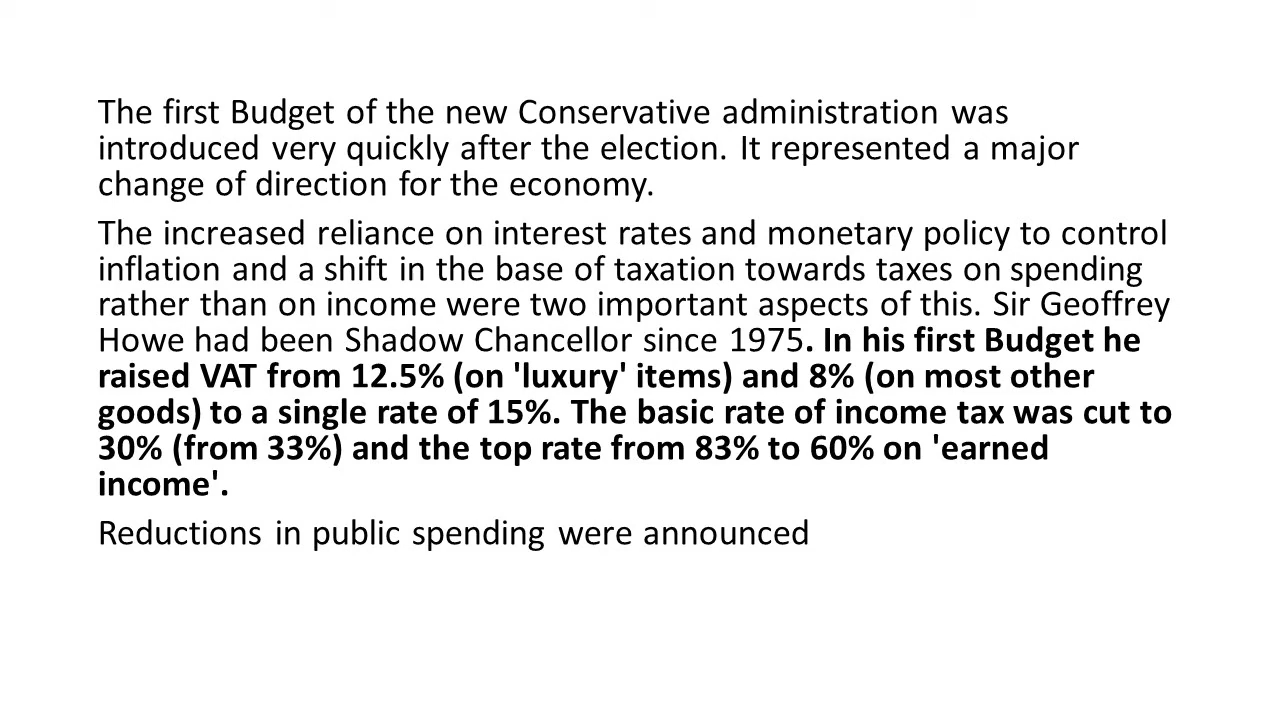 The first Budget of the new Conservative administration was
introduced very quickly after the election. It represented a major
change of direction for the economy.
The increased reliance on interest rates and monetary policy to control
inflation and a shift in the base of taxation towards taxes on spending
rather than on income were two important aspects of this. Sir Geoffrey
Howe had been Shadow Chancellor since 1975. In his first Budget he
raised VAT from 12.5% (on 'luxury' items) and 8% (on most other
goods) to a single rate of 15%. The basic rate of income tax was cut to
30% (from 33%) and the top rate from 83% to 60% on 'earned
income'.
Reductions in public spending were announced